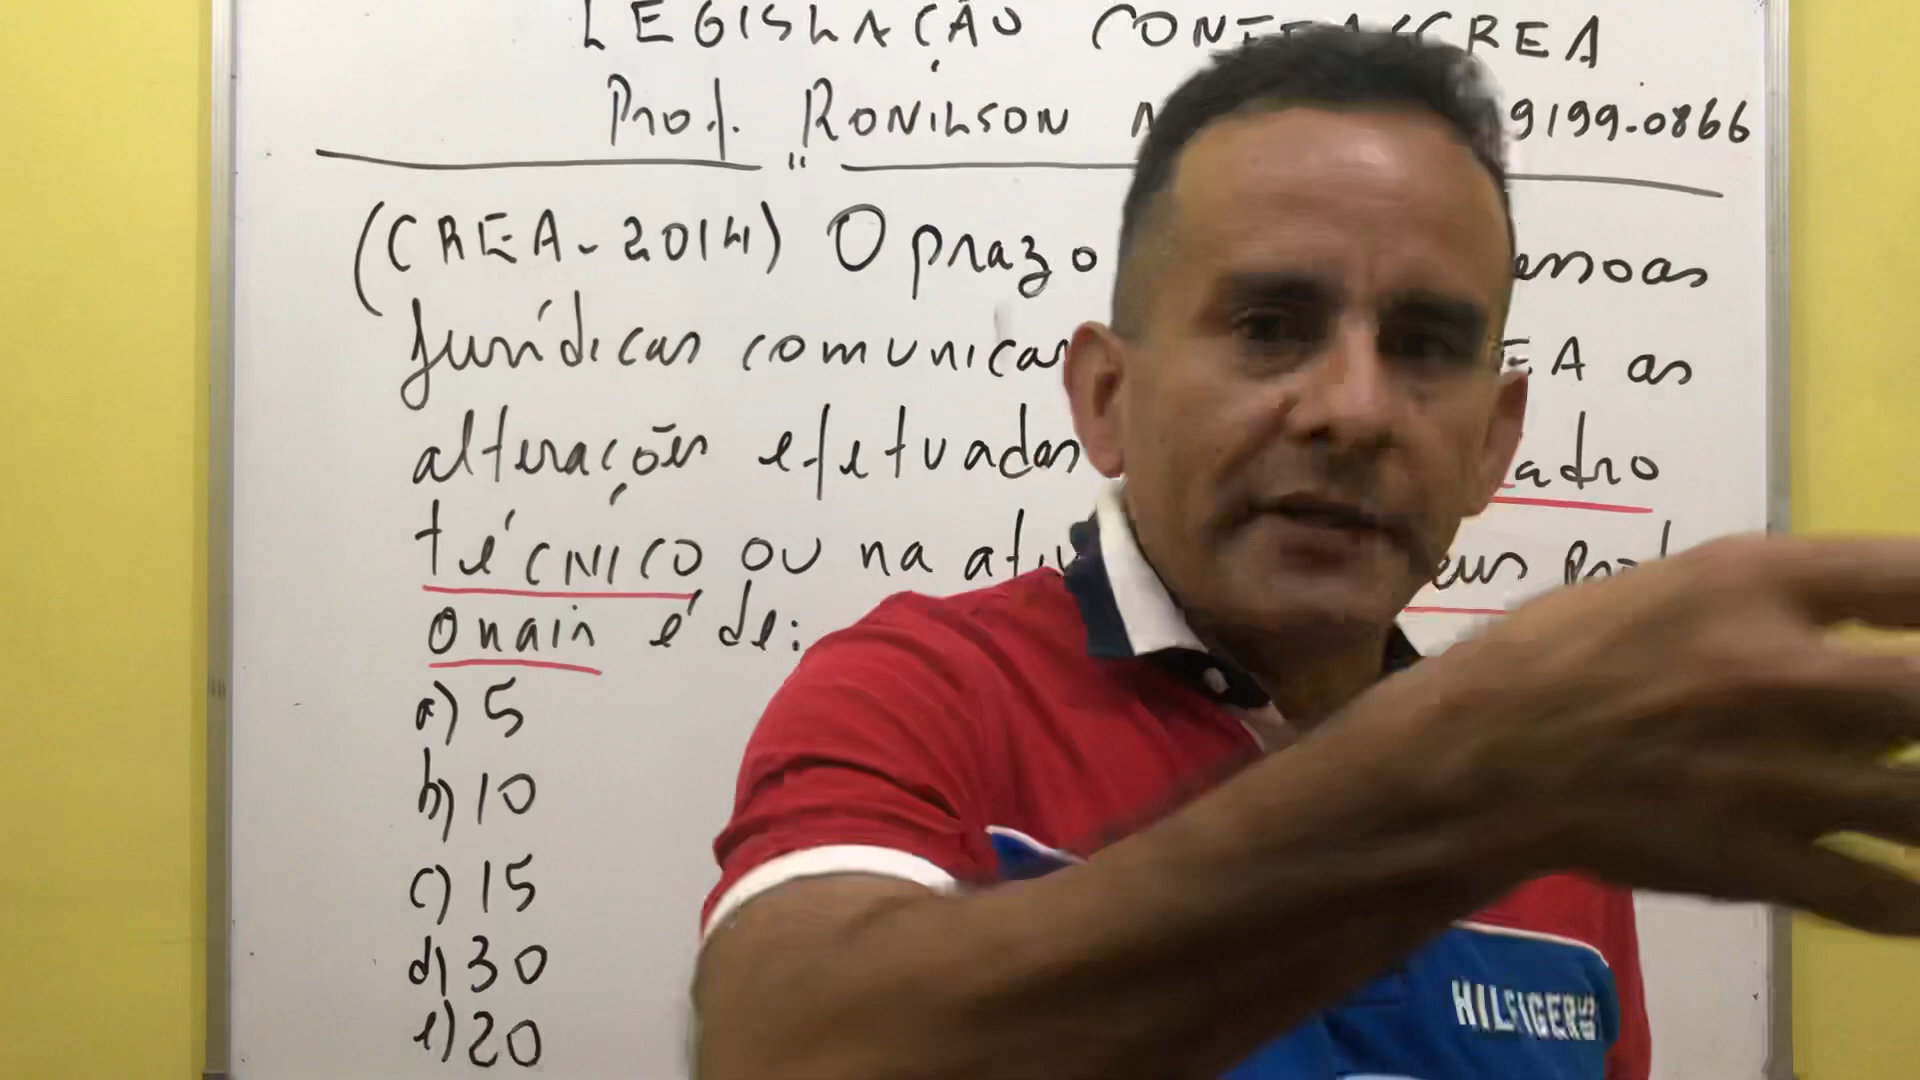 LEGISLAÇÃO CREA
Prof. RONILSON 9199-0866
(CREA-2014) O prazo
Jurídicas comunicar as
alterações efetuadas
técnico ou na
onais é de:
a) 5
b) 10
c) 15
d) 30
e) 20
HILFIGER